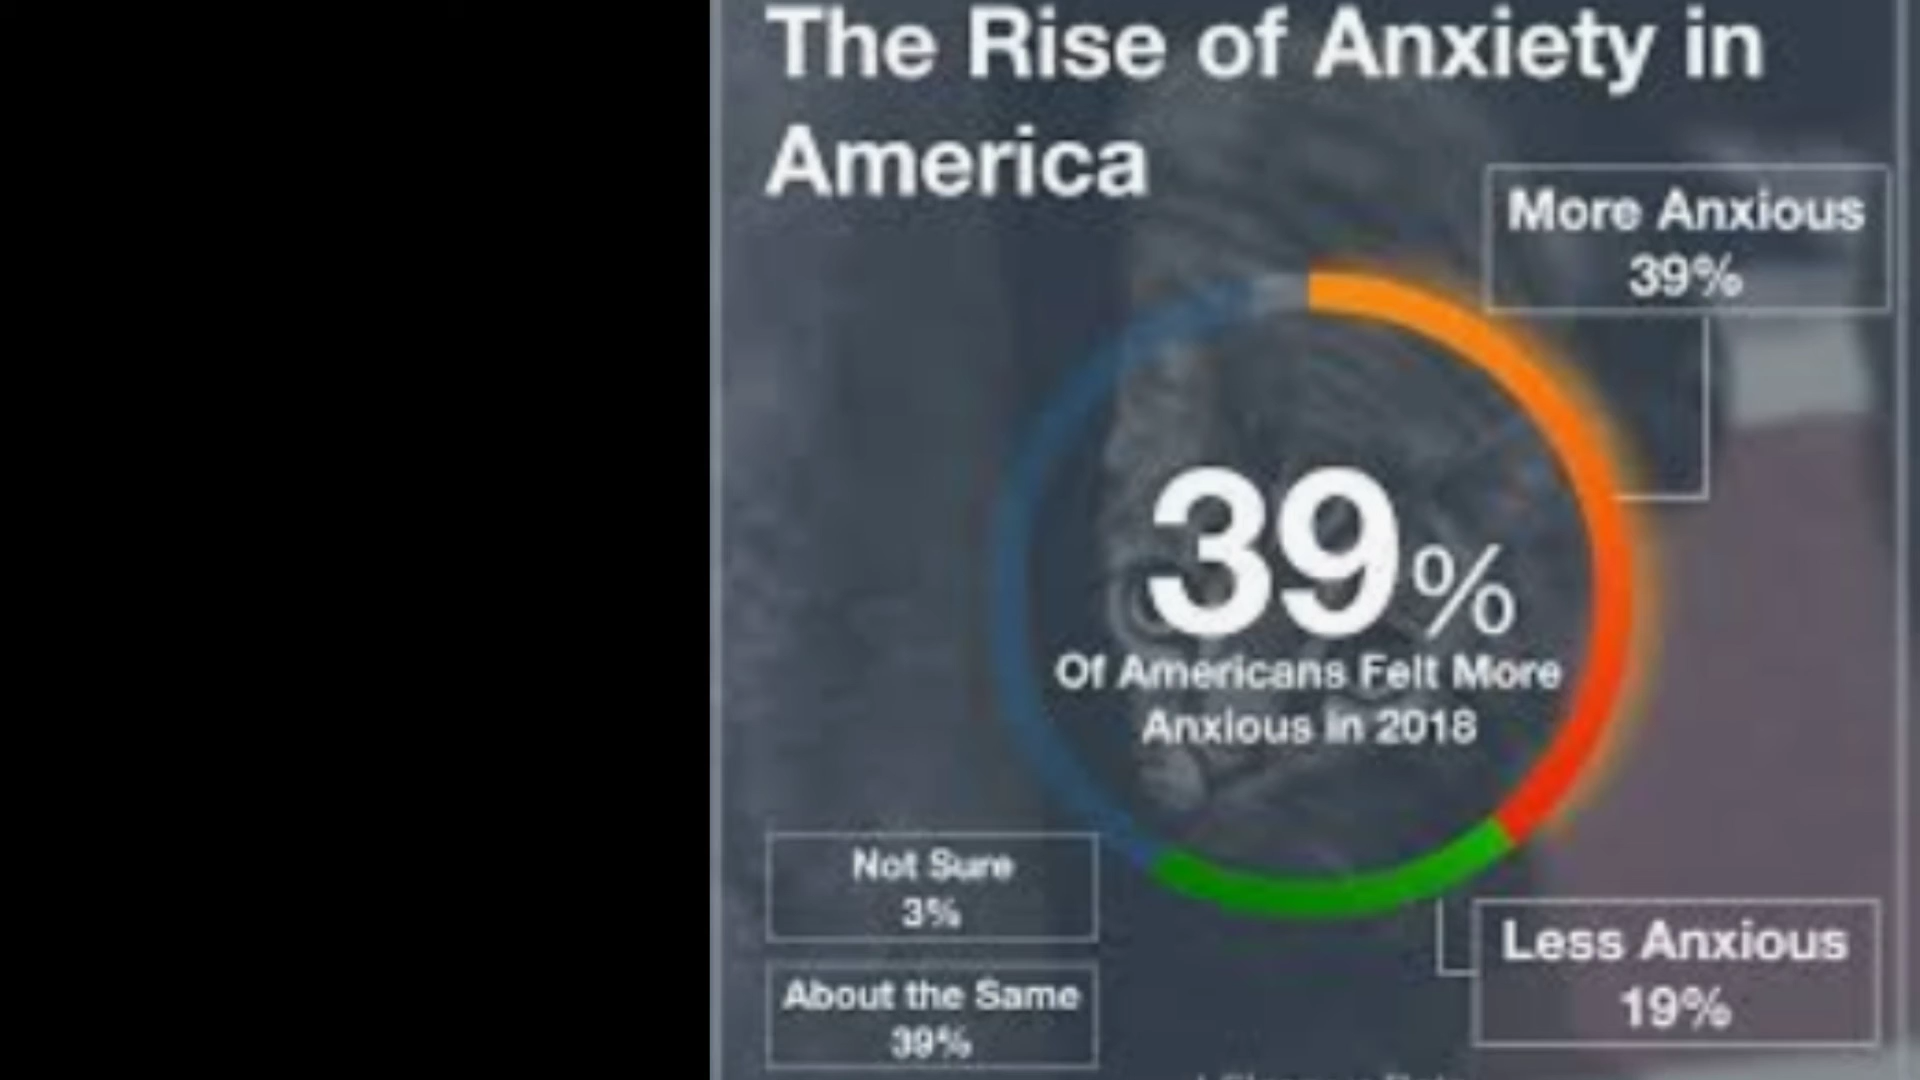 The Rise of Anxiety in
America
More Anxious
39%
39%
Of Americans Felt More
Anxious in 2018
Not Sure
3%
Less Anxious
19%
About the Same
39%